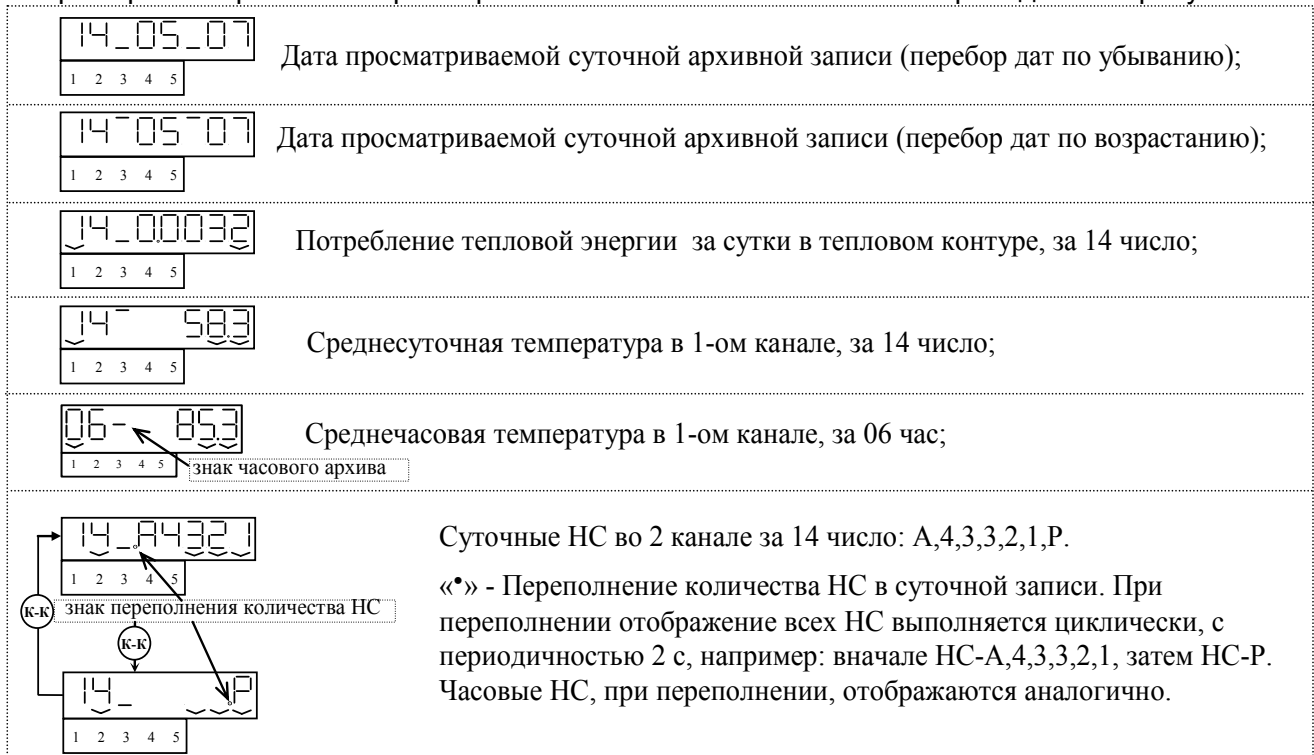 14_05_07
Дата просматриваемой суточной архивной записи (перебор дат по убыванию);
1 2 3 4 5
14¯05¯07
Дата просматриваемой суточной архивной записи (перебор дат по возрастанию);
1 2 3 4 5
14_0.0032
Потребление тепловой энергии за сутки в тепловом контуре, за 14 число;
1 2 3 4 5
14¯ 58.3
Среднесуточная температура в 1-ом канале, за 14 число;
1 2 3 4 5
06- 85.3
Среднечасовая температура в 1-ом канале, за 06 час;
1 2 3 4 5
знак часового архива
14_A4321
Суточные НС во 2 канале за 14 число: А,4,3,3,2,1,Р.
1 2 3 4 5
«•» - Переполнение количества НС в суточной записи. При
К-К
знак переполнения количества НС
переполнении отображение всех НС выполняется циклически, с
К-К
периодичностью 2 с, например: вначале НС-А,4,3,3,2,1, затем НС-Р.
14_ P
Часовые НС, при переполнении, отображаются аналогично.
1 2 3 4 5